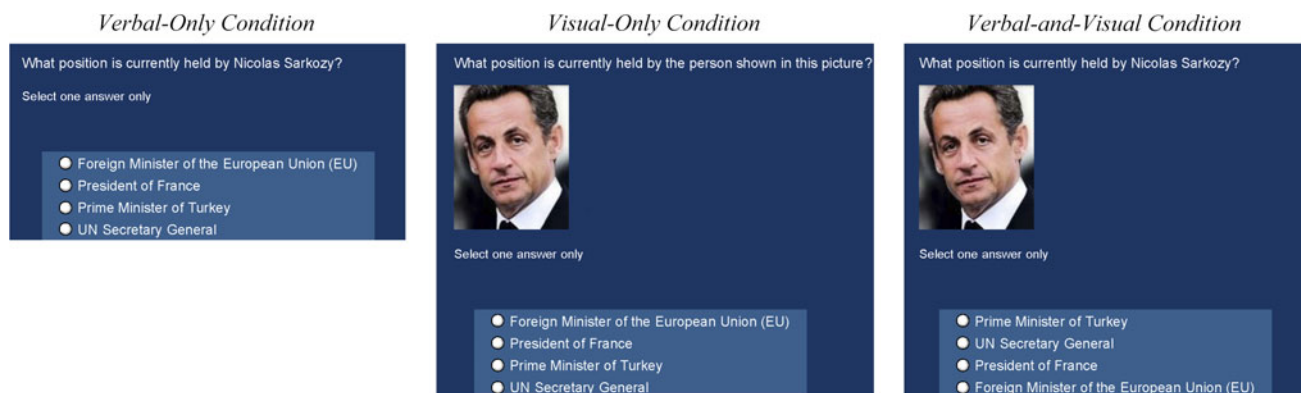 Verbal-Only Condition
What position is currently held by Nicolas Sarkozy?
Select one answer only
Foreign Minister of the European Union (EU)
President of France
Prime Minister of Turkey
UN Secretary General
Visual-Only Condition
What position is currently held by the person shown in this picture?
Select one answer only
Foreign Minister of the European Union (EU)
President of France
Prime Minister of Turkey
UN Secretary General
Verbal-and-Visual Condition
What position is currently held by Nicolas Sarkozy?
Select one answer only
Prime Minister of Turkey
UN Secretary General
President of France
Foreign Minister of the European Union (EU)